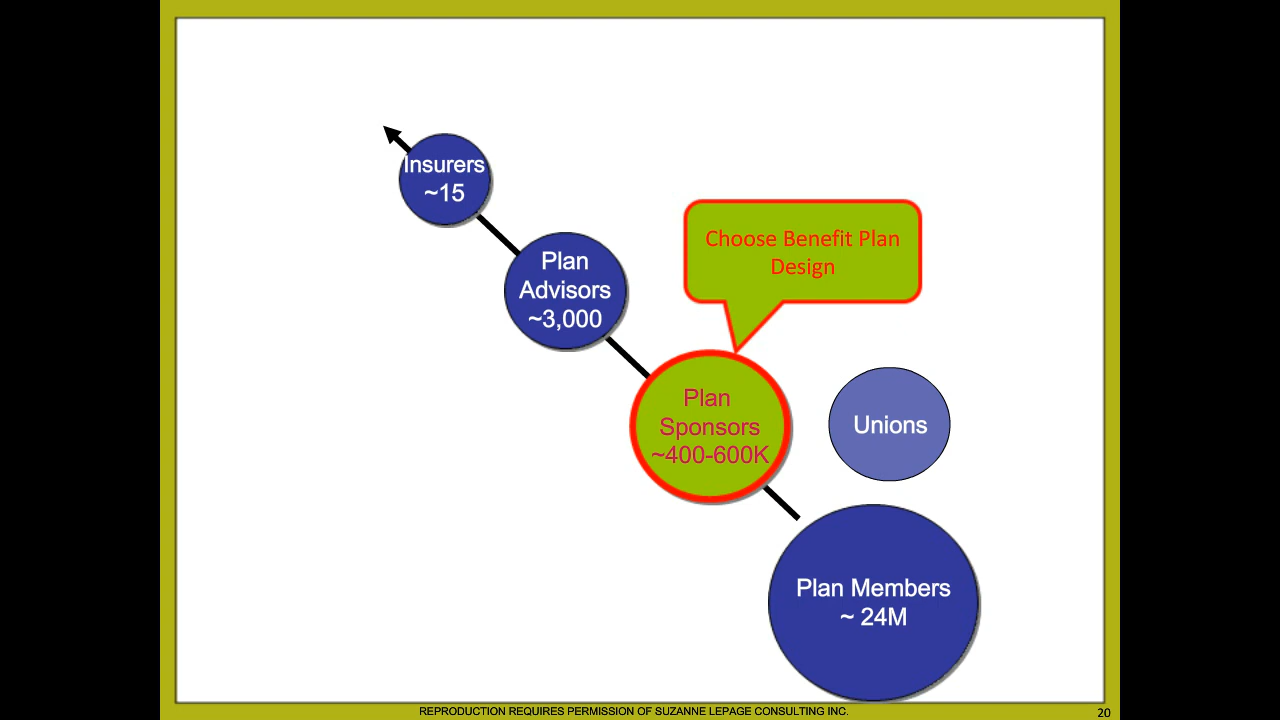 Insurers
~15
Plan
Advisors
~3,000
Choose Benefit Plan
Design
Plan
Sponsors
~400-600K
Unions
Plan Members
~ 24M
REPRODUCTION REQUIRES PERMISSION OF SUZANNE LEPAGE CONSULTING INC.
20